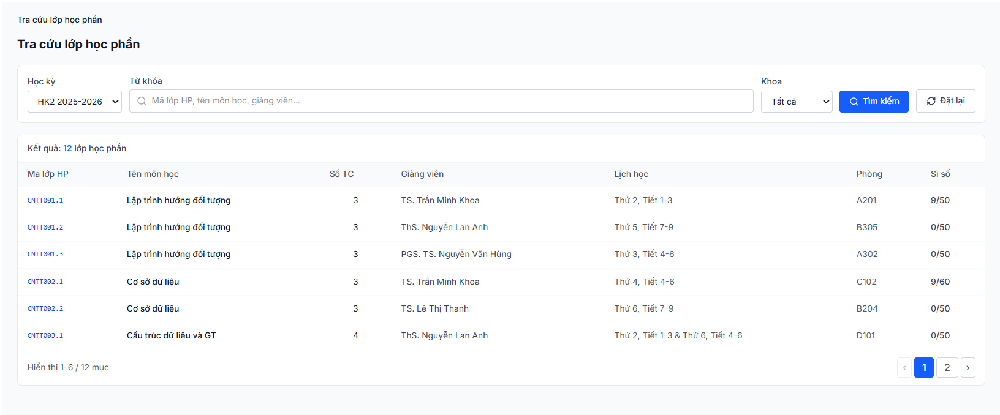 Tra cứu lớp học phần
Tra cứu lớp học phần
Học kỳ Từ khóa Khoa
HK2 2025-2026 Mã lớp HP, tên môn học, giảng viên... Tất cả Tìm kiếm Đặt lại
Kết quả: 12 lớp học phần
Mã lớp HP Tên môn học Số TC Giảng viên Lịch học Phòng Sĩ số
CNTT001.1 Lập trình hướng đối tượng 3 TS. Trần Minh Khoa Thứ 2, Tiết 1-3 A201 9/50
CNTT001.2 Lập trình hướng đối tượng 3 ThS. Nguyễn Lan Anh Thứ 5, Tiết 7-9 B305 0/50
CNTT001.3 Lập trình hướng đối tượng 3 PGS. TS. Nguyễn Văn Hùng Thứ 3, Tiết 4-6 A302 0/50
CNTT002.1 Cơ sở dữ liệu 3 TS. Trần Minh Khoa Thứ 4, Tiết 4-6 C102 9/60
CNTT002.2 Cơ sở dữ liệu 3 TS. Lê Thị Thanh Thứ 6, Tiết 7-9 B204 0/50
CNTT003.1 Cấu trúc dữ liệu và GT 4 ThS. Nguyễn Lan Anh Thứ 2, Tiết 1-3 & Thứ 6, Tiết 4-6 D101 0/50
Hiển thị 1–6 / 12 mục ‹ 1 2 ›